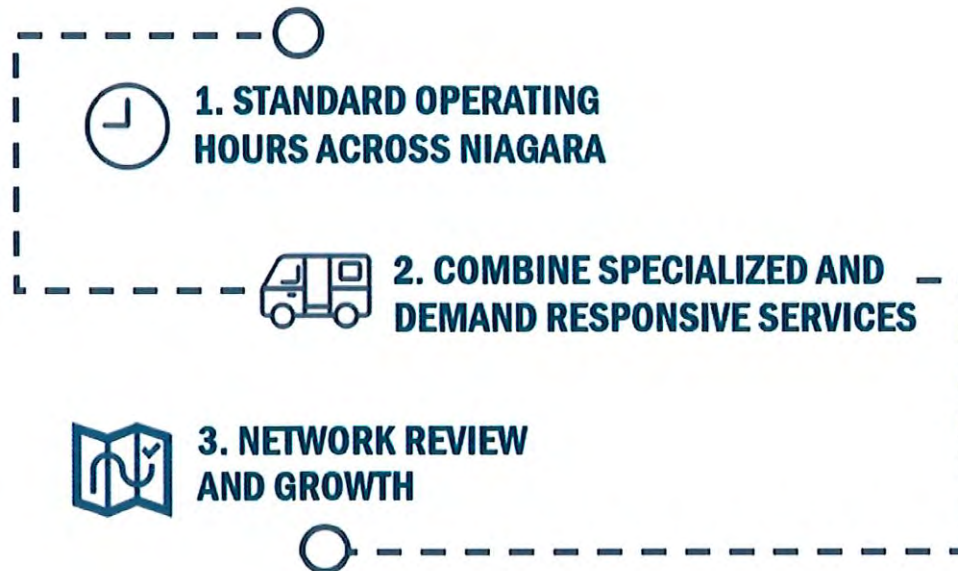 1. STANDARD OPERATING
HOURS ACROSS NIAGARA
2. COMBINE SPECIALIZED AND
DEMAND RESPONSIVE SERVICES
3. NETWORK REVIEW
AND GROWTH